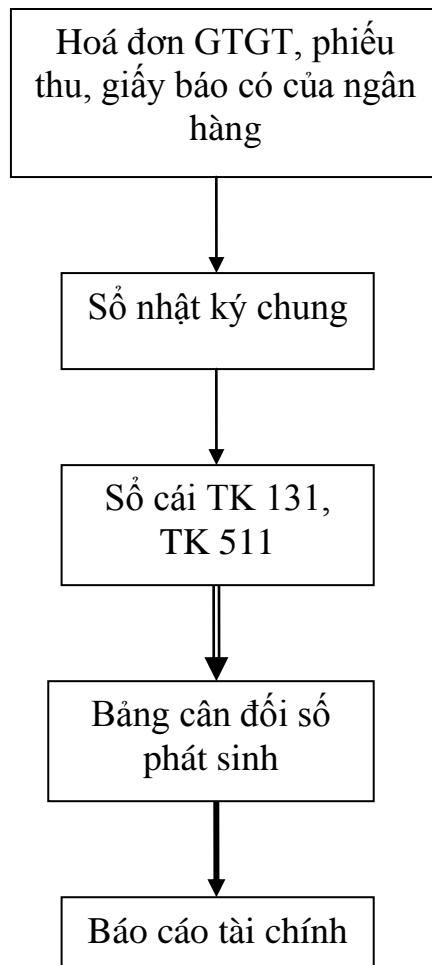 Hoá đơn GTGT, phiếu
thu, giấy báo có của ngân
hàng
Sổ nhật ký chung
Sổ cái TK 131,
TK 511
Bảng cân đối số
phát sinh
Báo cáo tài chính